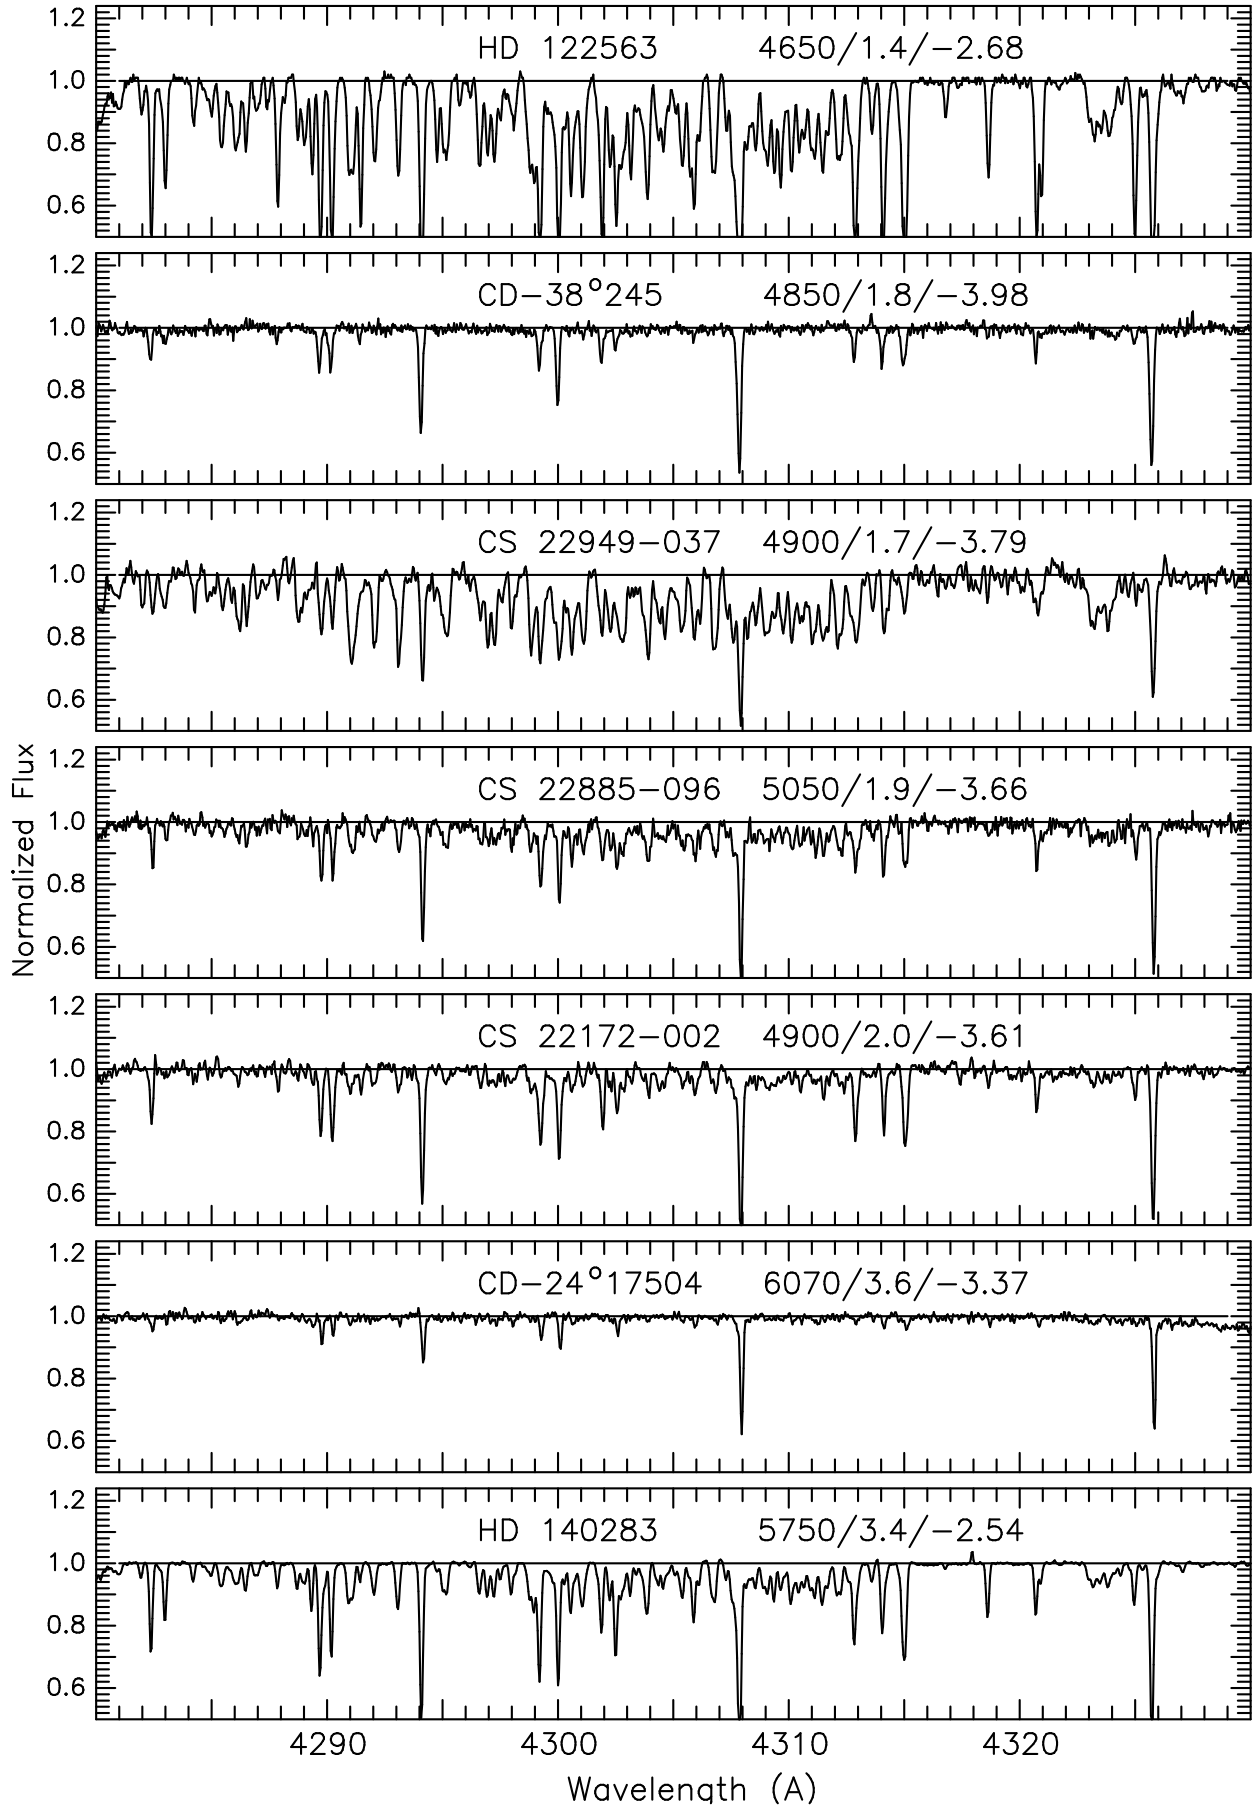 HD 122563 4650/1.4/−2.68
1.2
1.0
0.8
0.6
CD−38°245 4850/1.8/−3.98
1.2
1.0
0.8
0.6
CS 22949−037 4900/1.7/−3.79
1.2
1.0
0.8
0.6
CS 22885−096 5050/1.9/−3.66
1.2
1.0
0.8
0.6
Normalized Flux
CS 22172−002 4900/2.0/−3.61
1.2
1.0
0.8
0.6
CD−24°17504 6070/3.6/−3.37
1.2
1.0
0.8
0.6
HD 140283 5750/3.4/−2.54
1.2
1.0
0.8
0.6
4290 4300 4310 4320
Wavelength (A)